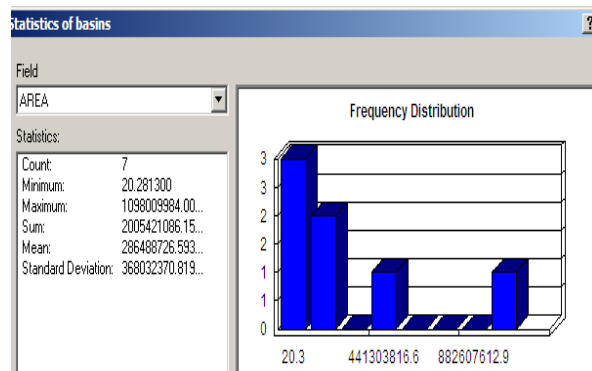 Statistics of basins ?
Field
AREA
Statistics:
Count: 7
Minimum: 20.281300
Maximum: 1098009984.00...
Sum: 2005421086.15...
Mean: 286488726.593...
Standard Deviation: 368032370.819...
Frequency Distribution
3
3
2
2
1
1
0
20.3 441303816.6 882607612.9